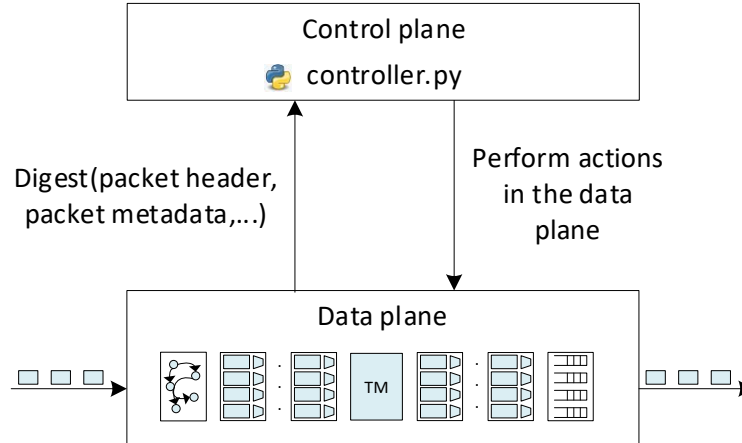 Control plane
controller.py
Digest(packet header,
packet metadata,...)
Perform actions
in the data
plane
Data plane
TM